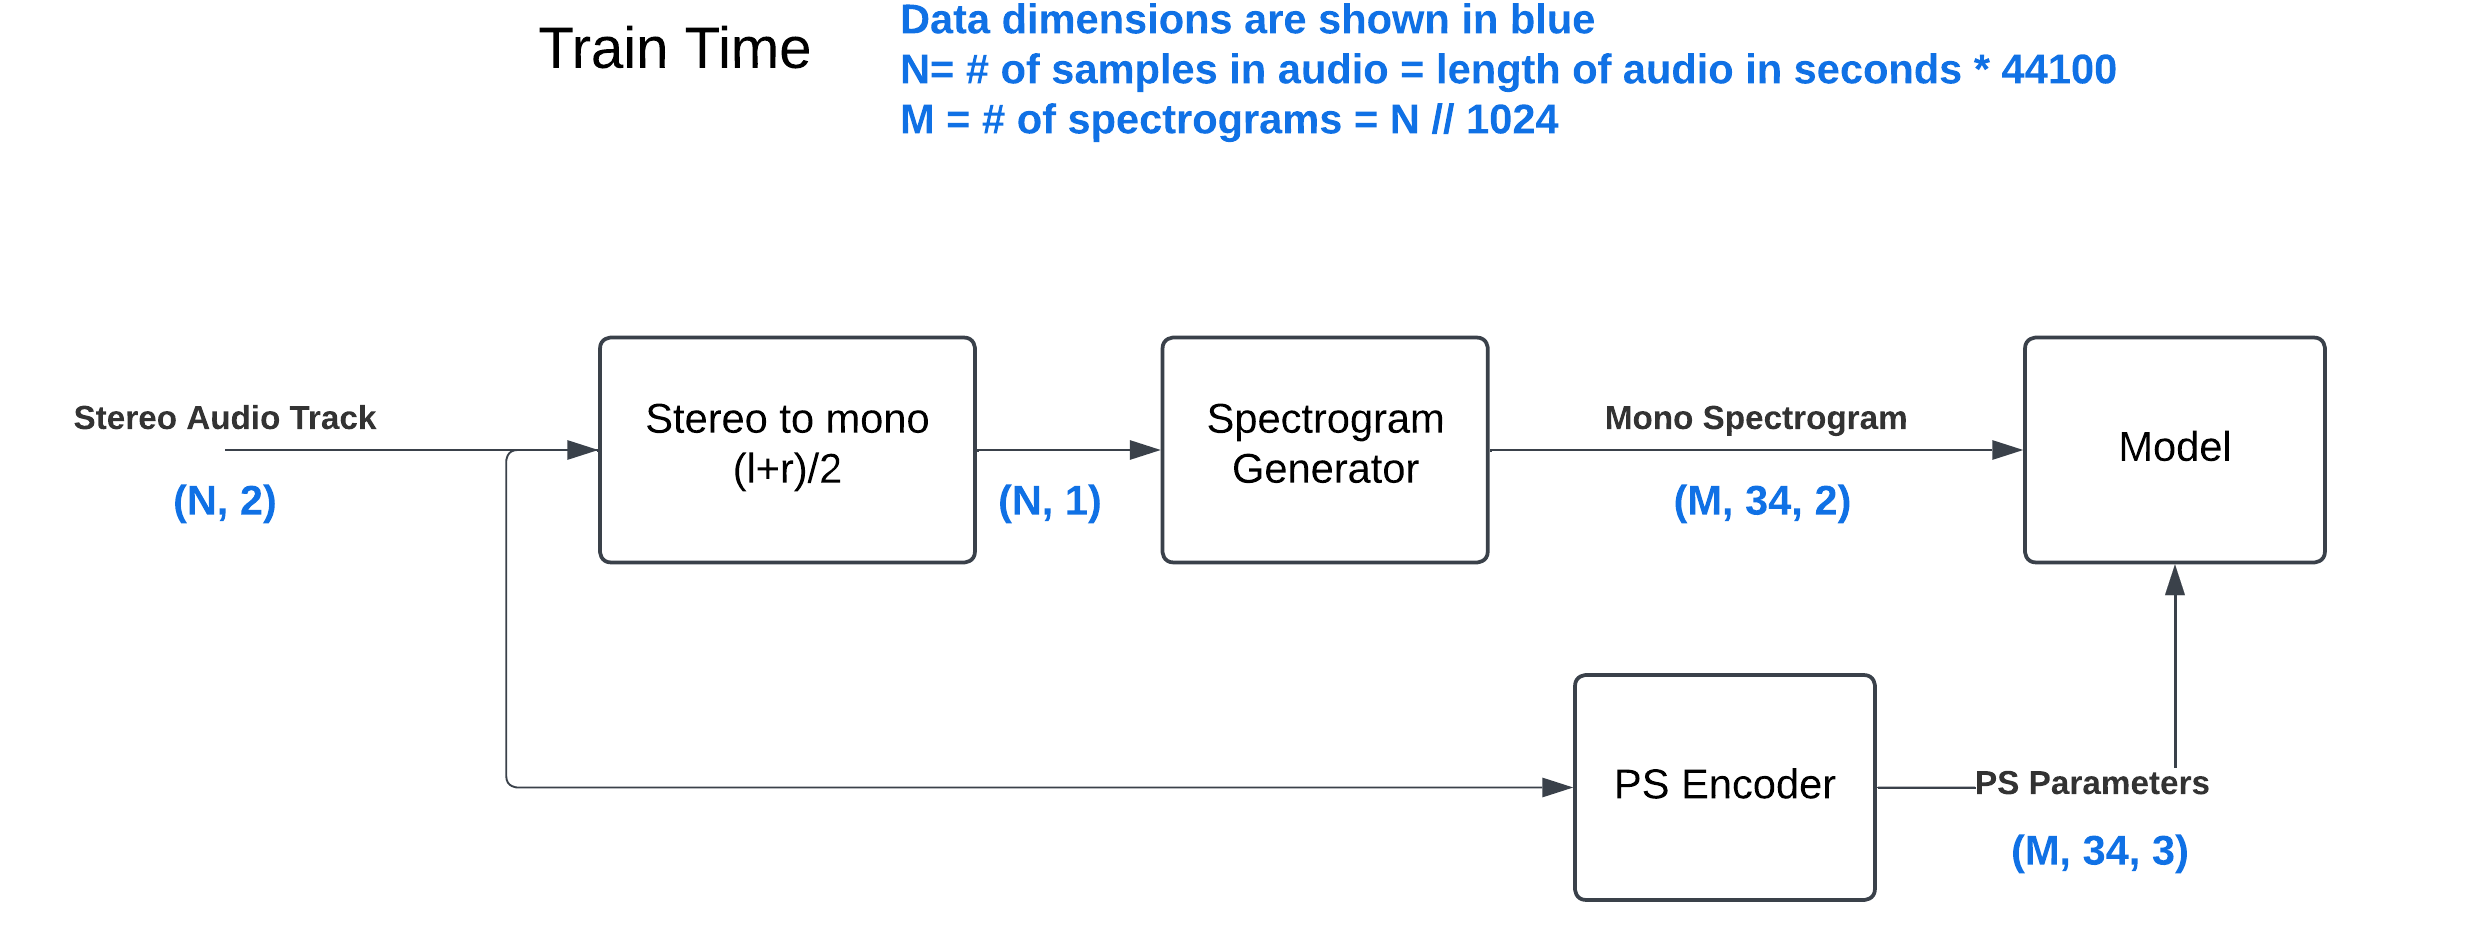 Train Time
Data dimensions are shown in blue
N= # of samples in audio = length of audio in seconds * 44100
M = # of spectrograms = N // 1024
Stereo Audio Track
(N, 2)
Stereo to mono
(l+r)/2
(N, 1)
Spectrogram
Generator
Mono Spectrogram
(M, 34, 2)
Model
PS Encoder
PS Parameters
(M, 34, 3)